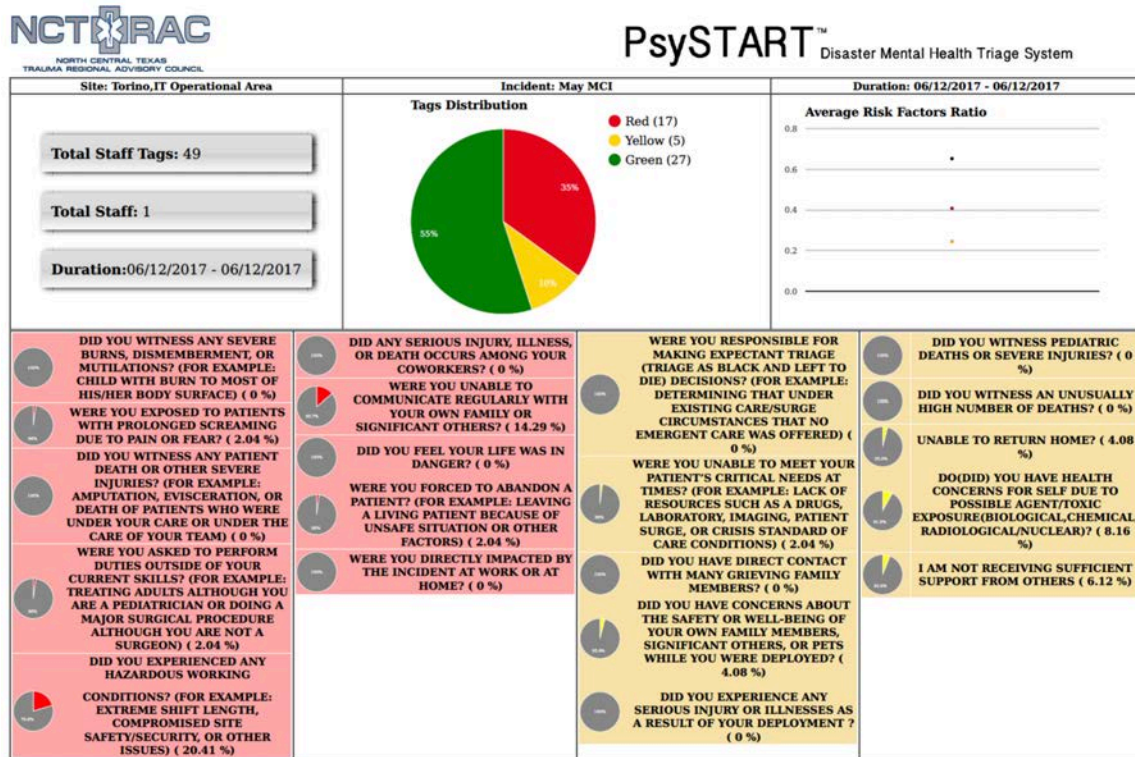 NCTTRAC
NORTH CENTRAL TEXAS
TRAUMA REGIONAL ADVISORY COUNCIL
PsySTART™ Disaster Mental Health Triage System
Site: Torino,IT Operational Area
Incident: May MCI
Duration: 06/12/2017 - 06/12/2017
Total Staff Tags: 49
Total Staff: 1
Duration:06/12/2017 - 06/12/2017
Tags Distribution
Red (17)
Yellow (5)
Green (27)
35%
10%
55%
Average Risk Factors Ratio
0.8
0.6
0.4
0.2
0.0
DID YOU WITNESS ANY SEVERE
BURNS, DISMEMBERMENT, OR
MUTILATIONS? (FOR EXAMPLE:
CHILD WITH BURN TO MOST OF
HIS/HER BODY SURFACE) ( 0 %)
WERE YOU EXPOSED TO PATIENTS
WITH PROLONGED SCREAMING
DUE TO PAIN OR FEAR? ( 2.04 %)
DID YOU WITNESS ANY PATIENT
DEATH OR OTHER SEVERE
INJURIES? (FOR EXAMPLE:
AMPUTATION, EVISCERATION, OR
DEATH OF PATIENTS WHO WERE
UNDER YOUR CARE OR UNDER THE
CARE OF YOUR TEAM) ( 0 %)
WERE YOU ASKED TO PERFORM
DUTIES OUTSIDE OF YOUR
CURRENT SKILLS? (FOR EXAMPLE:
TREATING ADULTS ALTHOUGH YOU
ARE A PEDIATRICIAN OR DOING A
MAJOR SURGICAL PROCEDURE
ALTHOUGH YOU ARE NOT A
SURGEON) ( 2.04 %)
DID YOU EXPERIENCED ANY
HAZARDOUS WORKING
CONDITIONS? (FOR EXAMPLE:
EXTREME SHIFT LENGTH,
COMPROMISED SITE
SAFETY/SECURITY, OR OTHER
ISSUES) ( 20.41 %)
DID ANY SERIOUS INJURY, ILLNESS,
OR DEATH OCCURS AMONG YOUR
COWORKERS? ( 0 %)
WERE YOU UNABLE TO
COMMUNICATE REGULARLY WITH
YOUR OWN FAMILY OR
SIGNIFICANT OTHERS? ( 14.29 %)
DID YOU FEEL YOUR LIFE WAS IN
DANGER? ( 0 %)
WERE YOU FORCED TO ABANDON A
PATIENT? (FOR EXAMPLE: LEAVING
A LIVING PATIENT BECAUSE OF
UNSAFE SITUATION OR OTHER
FACTORS) ( 2.04 %)
WERE YOU DIRECTLY IMPACTED BY
THE INCIDENT AT WORK OR AT
HOME? ( 0 %)
WERE YOU RESPONSIBLE FOR
MAKING EXPECTANT TRIAGE
(TRIAGE AS BLACK AND LEFT TO
DIE) DECISIONS? (FOR EXAMPLE:
DETERMINING THAT UNDER
EXISTING CARE/SURGE
CIRCUMSTANCES THAT NO
EMERGENT CARE WAS OFFERED) (
0 %)
WERE YOU UNABLE TO MEET YOUR
PATIENT'S CRITICAL NEEDS AT
TIMES? (FOR EXAMPLE: LACK OF
RESOURCES SUCH AS A DRUGS,
LABORATORY, IMAGING, PATIENT
SURGE, OR CRISIS STANDARD OF
CARE CONDITIONS) ( 2.04 %)
DID YOU HAVE DIRECT CONTACT
WITH MANY GRIEVING FAMILY
MEMBERS? ( 0 %)
DID YOU HAVE CONCERNS ABOUT
THE SAFETY OR WELL-BEING OF
YOUR OWN FAMILY MEMBERS,
SIGNIFICANT OTHERS, OR PETS
WHILE YOU WERE DEPLOYED? (
4.08 %)
DID YOU EXPERIENCE ANY
SERIOUS INJURY OR ILLNESSES AS
A RESULT OF YOUR DEPLOYMENT ?
( 0 %)
DID YOU WITNESS PEDIATRIC
DEATHS OR SEVERE INJURIES? ( 0
%)
DID YOU WITNESS AN UNUSUALLY
HIGH NUMBER OF DEATHS? ( 0 %)
UNABLE TO RETURN HOME? ( 4.08
%)
DO(DID) YOU HAVE HEALTH
CONCERNS FOR SELF DUE TO
POSSIBLE AGENT/TOXIC
EXPOSURE(BIOLOGICAL,CHEMICAL,
RADIOLOGICAL/NUCLEAR)? ( 8.16
%)
I AM NOT RECEIVING SUFFICIENT
SUPPORT FROM OTHERS ( 6.12 %)